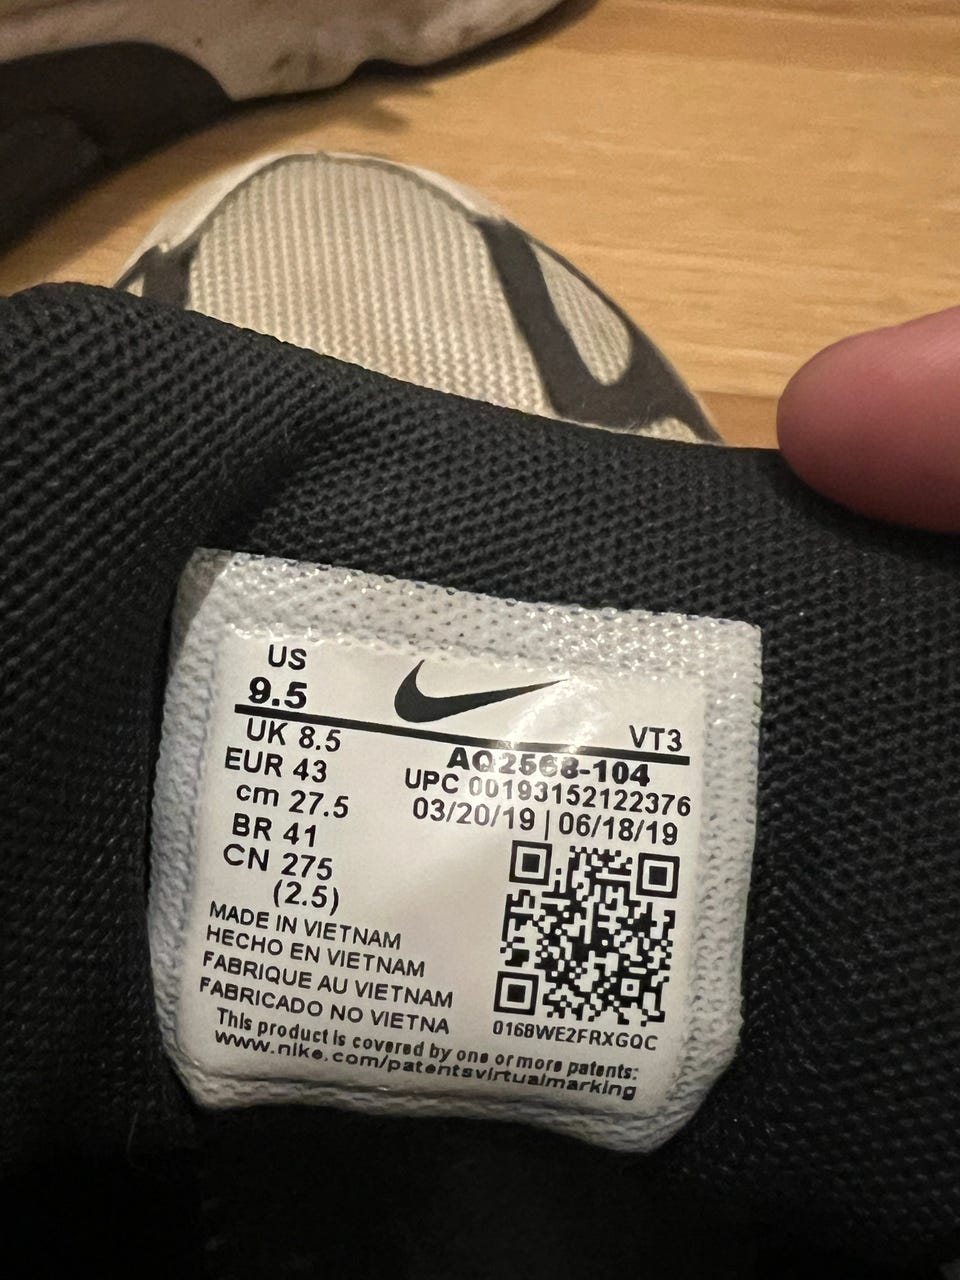 US
9.5
VT3
UK 8.5
AQ2568-104
EUR 43
UPC 00193152122376
cm 27.5
03/20/19 | 06/18/19
BR 41
CN 275
(2.5)
MADE IN VIETNAM
HECHO EN VIETNAM
FABRIQUE AU VIETNAM
FABRICADO NO VIETNA
0168WE2FRXGQC
This product is covered by one or more patents:
www.nike.com/patentsvirtualmarking